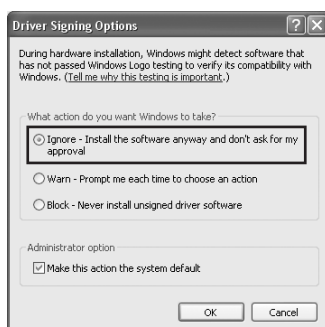 Driver Signing Options
During hardware installation, Windows might detect software that
has not passed Windows Logo testing to verify its compatibility with
Windows. (Tell me why this testing is important.)
What action do you want Windows to take?
Ignore - Install the software anyway and don't ask for my
approval
Warn - Prompt me each time to choose an action
Block - Never install unsigned driver software
Administrator option
Make this action the system default
OK Cancel